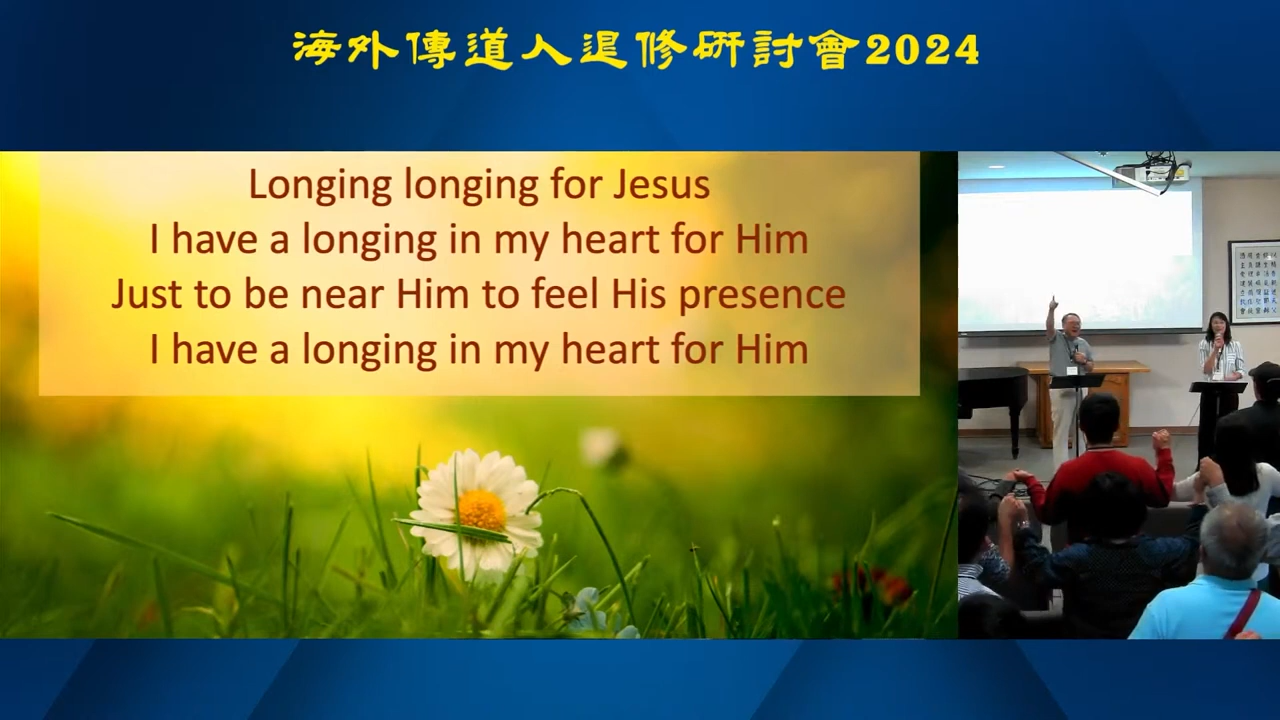 海外傳道人退修研討會2024
Longing longing for Jesus
I have a longing in my heart for Him
Just to be near Him to feel His presence
I have a longing in my heart for Him